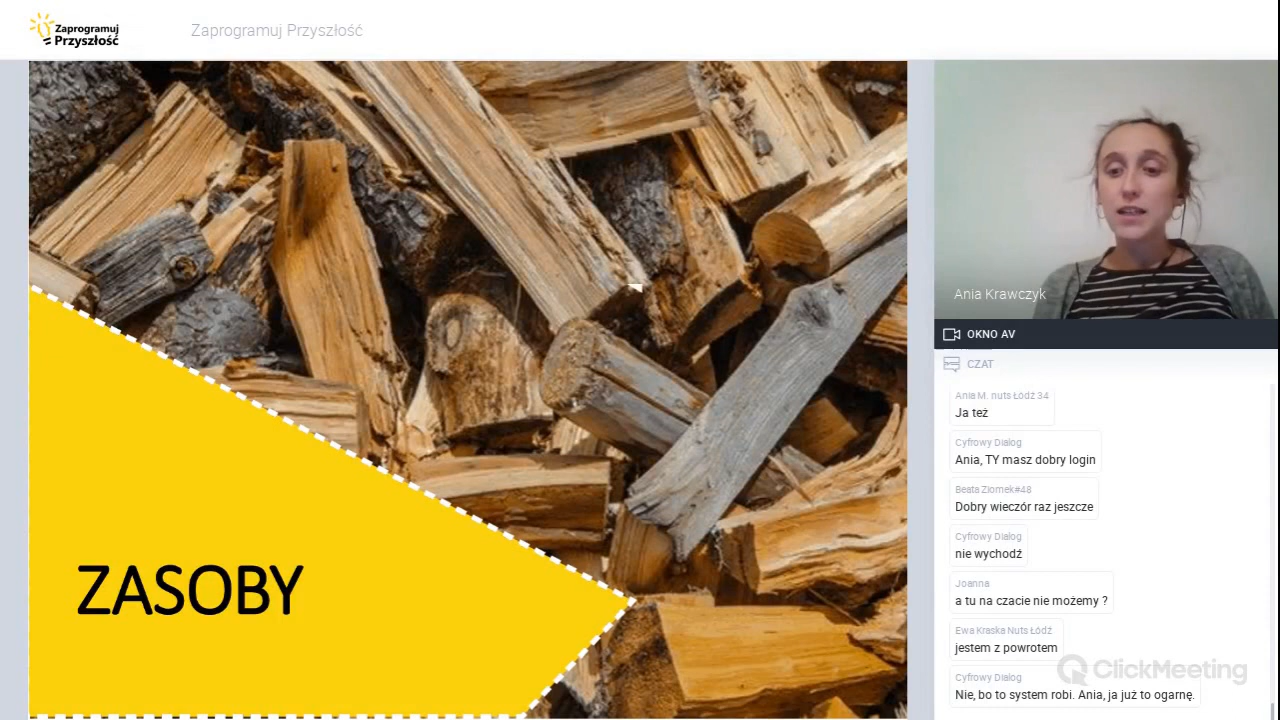 Zaprogramuj
Przyszłość
Zaprogramuj Przyszłość
ZASOBY
Ania Krawczyk
OKNO AV
CZAT
Ania M. nuts Łódź 34
Ja też
Cyfrowy Dialog
Ania, TY masz dobry login
Beata Ziomek#48
Dobry wieczór raz jeszcze
Cyfrowy Dialog
nie wychodź
Joanna
a tu na czacie nie możemy ?
Ewa Kraska Nuts Łódź
jestem z powrotem
ClickMeeting
Cyfrowy Dialog
Nie, bo to system robi. Ania, ja już to ogarnę.